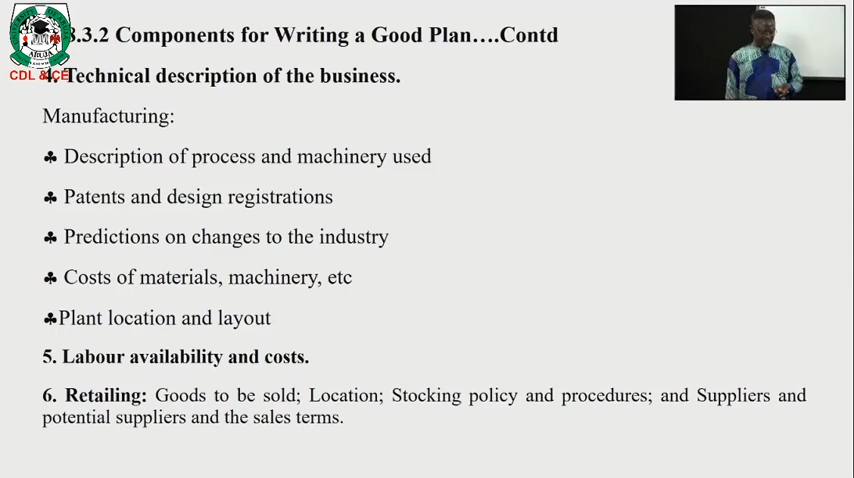 3.3.2 Components for Writing a Good Plan….Contd
4. Technical description of the business.
Manufacturing:
♣ Description of process and machinery used
♣ Patents and design registrations
♣ Predictions on changes to the industry
♣ Costs of materials, machinery, etc
♣Plant location and layout
5. Labour availability and costs.
6. Retailing: Goods to be sold; Location; Stocking policy and procedures; and Suppliers and
potential suppliers and the sales terms.
ABUJA
CDL & CE